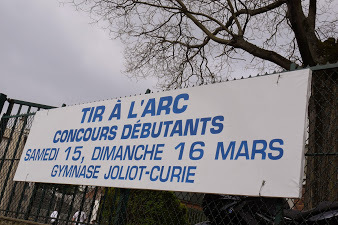 TIR À L'ARC
CONCOURS DÉBUTANTS
SAMEDI 15, DIMANCHE 16 MARS
GYMNASE JOLIOT-CURIE